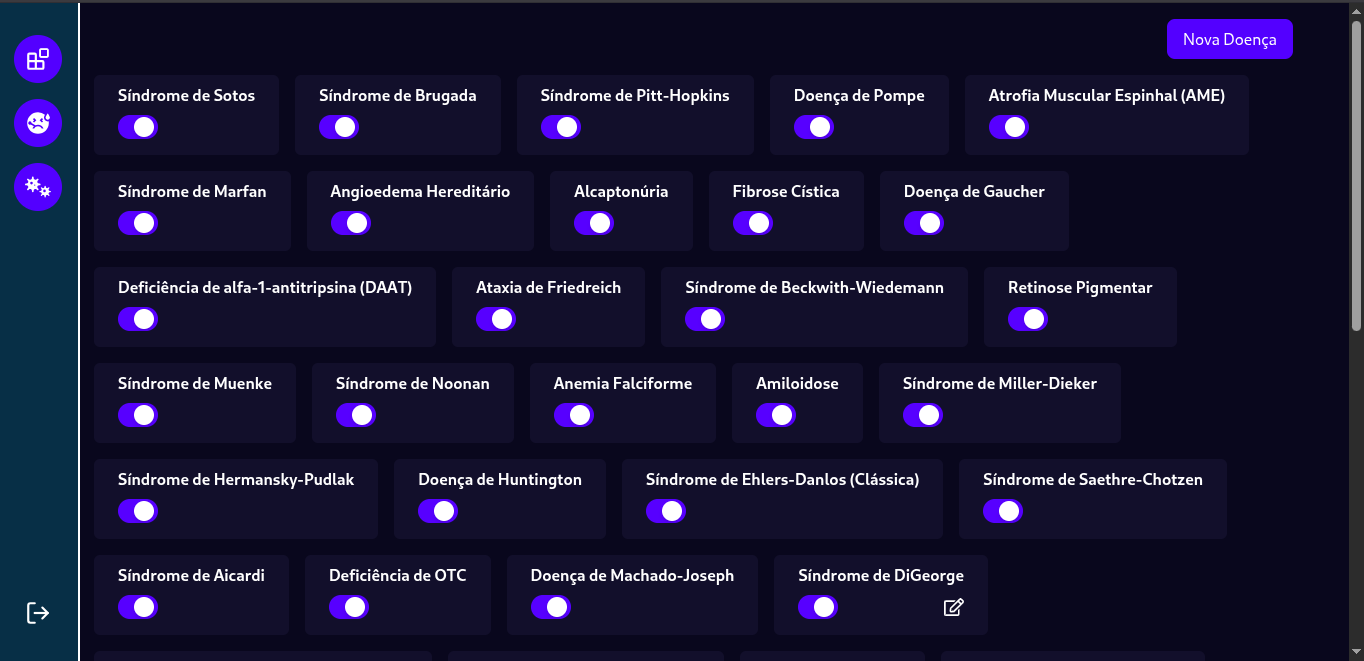 Nova Doença
Síndrome de Sotos
Síndrome de Brugada
Síndrome de Pitt-Hopkins
Doença de Pompe
Atrofia Muscular Espinhal (AME)
Síndrome de Marfan
Angioedema Hereditário
Alcaptonúria
Fibrose Cística
Doença de Gaucher
Deficiência de alfa-1-antitripsina (DAAT)
Ataxia de Friedreich
Síndrome de Beckwith-Wiedemann
Retinose Pigmentar
Síndrome de Muenke
Síndrome de Noonan
Anemia Falciforme
Amiloidose
Síndrome de Miller-Dieker
Síndrome de Hermansky-Pudlak
Doença de Huntington
Síndrome de Ehlers-Danlos (Clássica)
Síndrome de Saethre-Chotzen
Síndrome de Aicardi
Deficiência de OTC
Doença de Machado-Joseph
Síndrome de DiGeorge